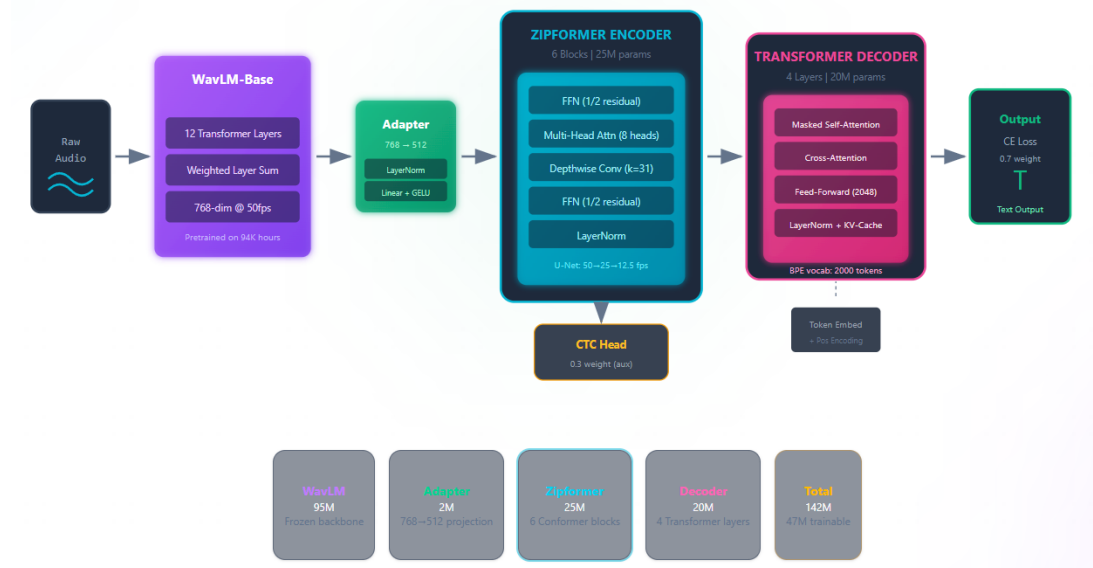 Raw
Audio
WavLM-Base
12 Transformer Layers
Weighted Layer Sum
768-dim @ 50fps
Pretrained on 94K hours
Adapter
768 → 512
LayerNorm
Linear + GELU
ZIPFORMER ENCODER
6 Blocks | 25M params
FFN (1/2 residual)
Multi-Head Attn (8 heads)
Depthwise Conv (k=31)
FFN (1/2 residual)
LayerNorm
U-Net: 50→25→12.5 fps
CTC Head
0.3 weight (aux)
TRANSFORMER DECODER
4 Layers | 20M params
Masked Self-Attention
Cross-Attention
Feed-Forward (2048)
LayerNorm + KV-Cache
BPE vocab: 2000 tokens
Token Embed
+ Pos Encoding
Output
CE Loss
0.7 weight
T
Text Output
WavLM
95M
Frozen backbone
Adapter
2M
768→512 projection
Zipformer
25M
6 Conformer blocks
Decoder
20M
4 Transformer layers
Total
142M
47M trainable